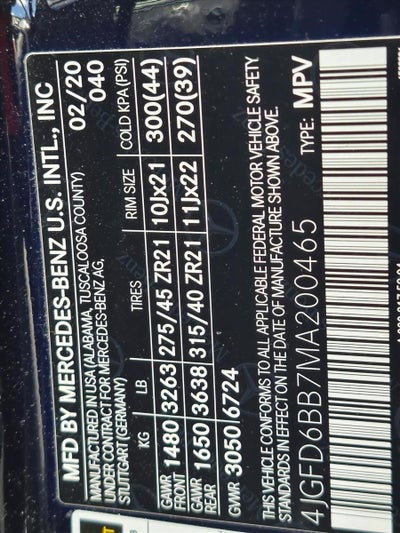 MFD BY MERCEDES-BENZ U.S. INTL., INC
MANUFACTURED IN USA (ALABAMA, TUSCALOOSA COUNTY) 02/20
UNDER CONTRACT FOR MERCEDES-BENZ AG, 040
STUTTGART (GERMANY)
KG LB TIRES RIM SIZE COLD KPA (PSI)
GAWR FRONT 1480 3263 275/45 ZR21 10Jx21 300(44)
GAWR REAR 1650 3638 315/40 ZR21 11Jx22 270(39)
GWR 3050 6724
THIS VEHICLE CONFORMS TO ALL APPLICABLE FEDERAL MOTOR VEHICLE SAFETY
STANDARDS IN EFFECT ON THE DATE OF MANUFACTURE SHOWN ABOVE.
4JGFD6BB7MA200465 TYPE: MPV